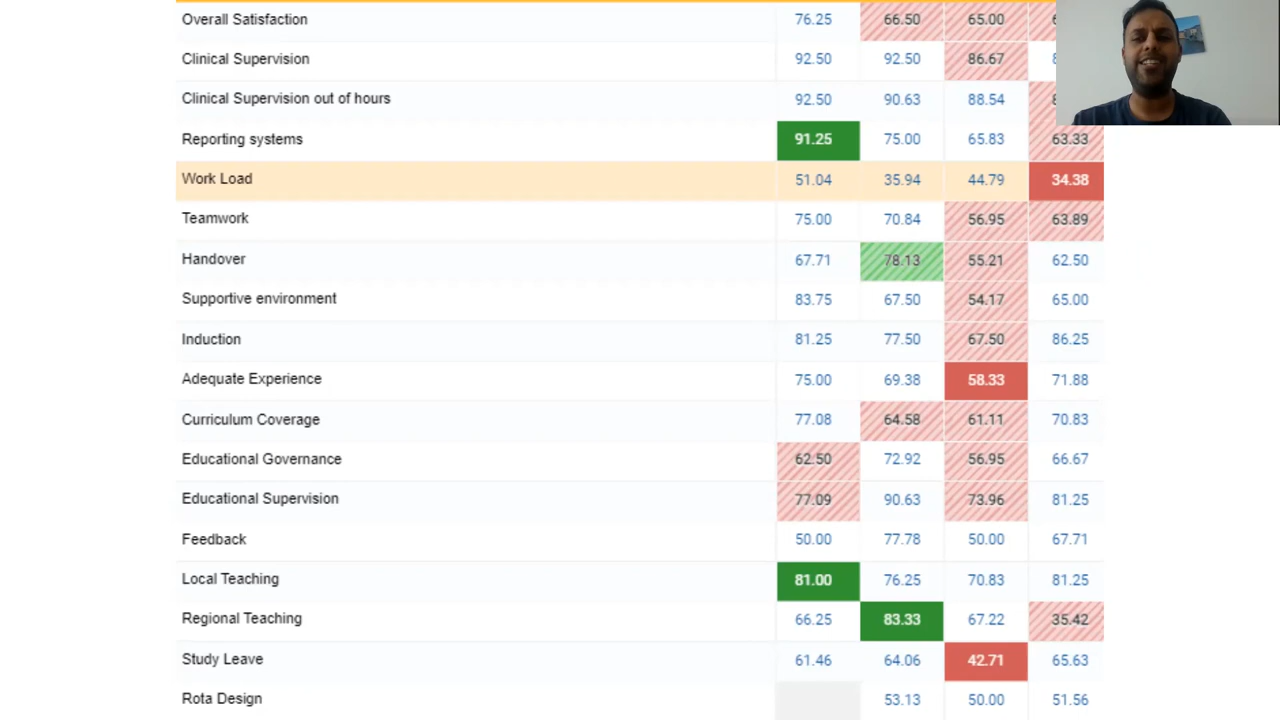 Overall Satisfaction 76.25 66.50 65.00
Clinical Supervision 92.50 92.50 86.67
Clinical Supervision out of hours 92.50 90.63 88.54
Reporting systems 91.25 75.00 65.83 63.33
Work Load 51.04 35.94 44.79 34.38
Teamwork 75.00 70.84 56.95 63.89
Handover 67.71 78.13 55.21 62.50
Supportive environment 83.75 67.50 54.17 65.00
Induction 81.25 77.50 67.50 86.25
Adequate Experience 75.00 69.38 58.33 71.88
Curriculum Coverage 77.08 64.58 61.11 70.83
Educational Governance 62.50 72.92 56.95 66.67
Educational Supervision 77.09 90.63 73.96 81.25
Feedback 50.00 77.78 50.00 67.71
Local Teaching 81.00 76.25 70.83 81.25
Regional Teaching 66.25 83.33 67.22 35.42
Study Leave 61.46 64.06 42.71 65.63
Rota Design 53.13 50.00 51.56